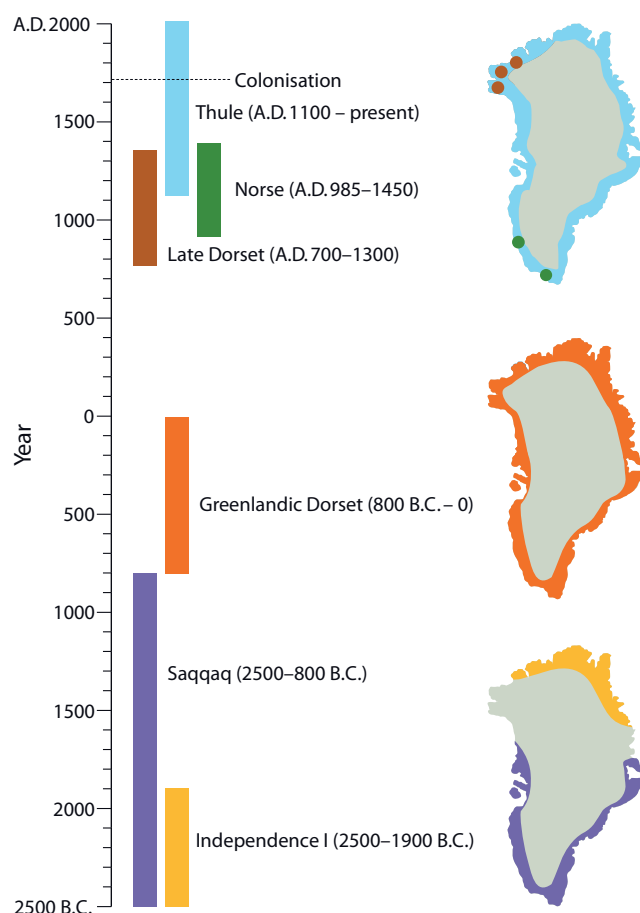 A.D. 2000
Colonisation
Thule (A.D. 1100 – present)
1500
Norse (A.D. 985–1450)
1000
Late Dorset (A.D. 700–1300)
500
0
Year
Greenlandic Dorset (800 B.C. – 0)
500
1000
Saqqaq (2500–800 B.C.)
1500
2000
Independence I (2500–1900 B.C.)
2500 B.C.